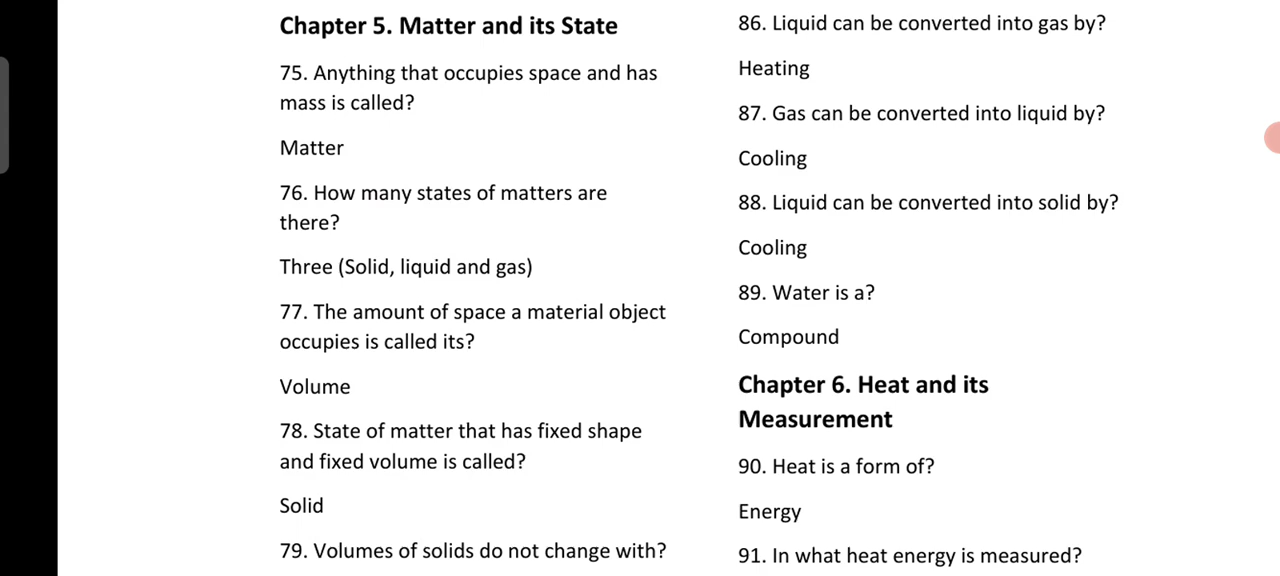 Chapter 5. Matter and its State
75. Anything that occupies space and has
mass is called?
Matter
76. How many states of matters are
there?
Three (Solid, liquid and gas)
77. The amount of space a material object
occupies is called its?
Volume
78. State of matter that has fixed shape
and fixed volume is called?
Solid
79. Volumes of solids do not change with?
86. Liquid can be converted into gas by?
Heating
87. Gas can be converted into liquid by?
Cooling
88. Liquid can be converted into solid by?
Cooling
89. Water is a?
Compound
Chapter 6. Heat and its
Measurement
90. Heat is a form of?
Energy
91. In what heat energy is measured?